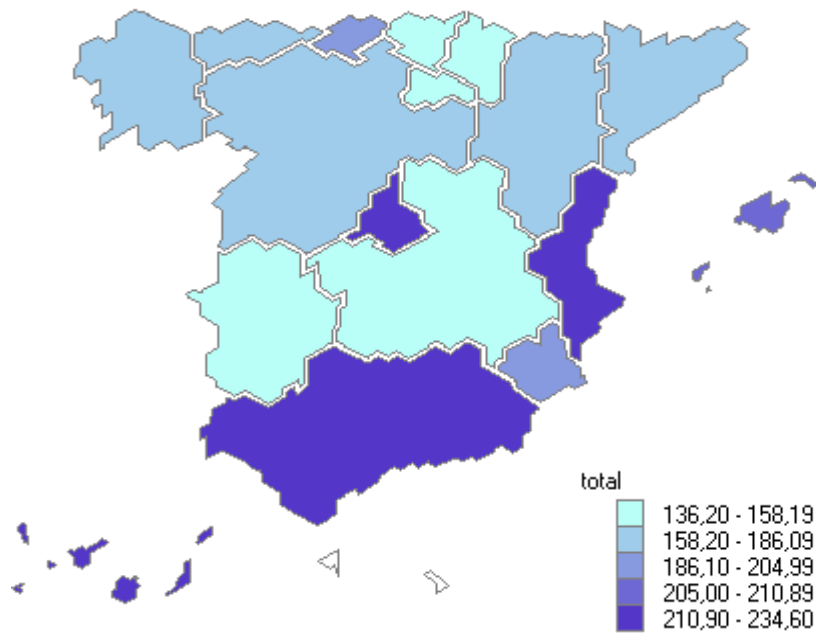 total
136,20 - 158,19
158,20 - 186,09
186,10 - 204,99
205,00 - 210,89
210,90 - 234,60